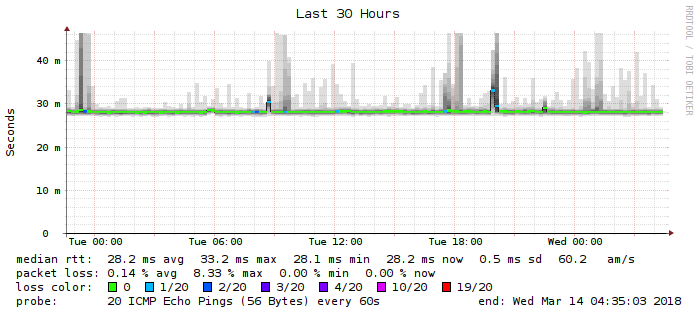 Last 30 Hours
RRDTOOL / TOBI OETIKER
Seconds
40 m
30 m
20 m
10 m
0
Tue 00:00 Tue 06:00 Tue 12:00 Tue 18:00 Wed 00:00
median rtt: 28.2 ms avg 33.2 ms max 28.1 ms min 28.2 ms now 0.5 ms sd 60.2 am/s
packet loss: 0.14 % avg 8.33 % max 0.00 % min 0.00 % now
loss color: 0 1/20 2/20 3/20 4/20 10/20 19/20
probe: 20 ICMP Echo Pings (56 Bytes) every 60s end: Wed Mar 14 04:35:03 2018